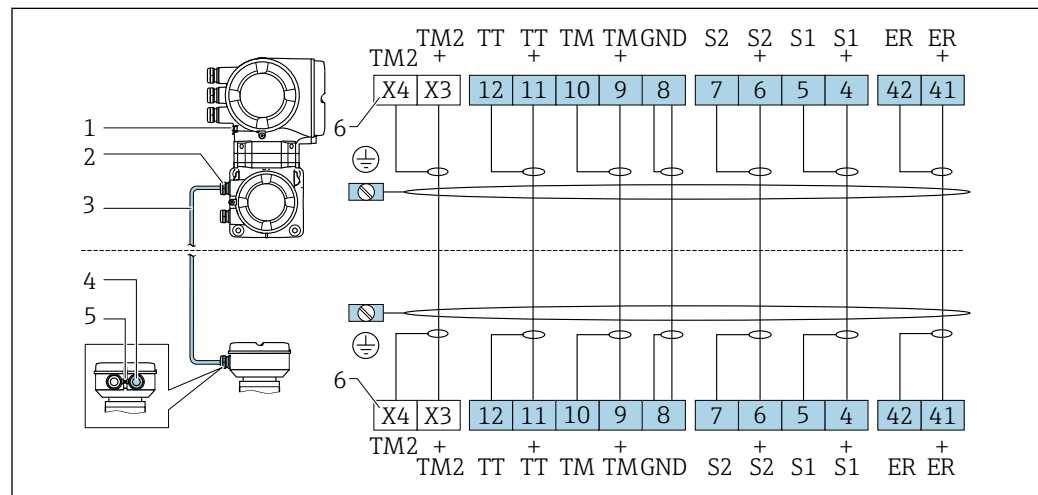 TM2 TT TT TM TM GND S2 S2 S1 S1 ER ER
TM2 + + + + + +
X4 X3 12 11 10 9 8 7 6 5 4 42 41
6
1
2
3
4
5
6
X4 X3 12 11 10 9 8 7 6 5 4 42 41
TM2 + + + + + +
TM2 TT TT TM TM GND S2 S2 S1 S1 ER ER